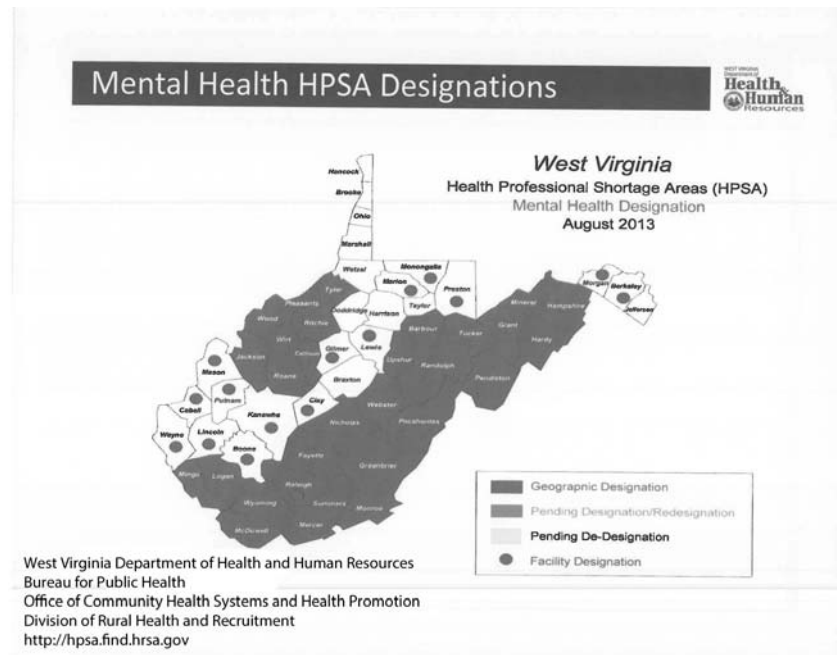 Mental Health HPSA Designations
WEST VIRGINIA
Department of
Health &
Human
Resources
West Virginia
Health Professional Shortage Areas (HPSA)
Mental Health Designation
August 2013
Hancock
Brooke
Ohio
Marshall
Wetzel
Monongalia
Marion
Preston
Morgan
Berkeley
Jefferson
Tyler
Pleasants
Doddridge
Harrison
Taylor
Mineral
Hampshire
Wood
Ritchie
Barbour
Tucker
Grant
Hardy
Wirt
Calhoun
Gilmer
Lewis
Upshur
Randolph
Jackson
Roane
Braxton
Pendleton
Mason
Putnam
Clay
Webster
Cabell
Kanawha
Nicholas
Pocahontas
Wayne
Lincoln
Boone
Fayette
Greenbrier
Mingo
Logan
Raleigh
Wyoming
Summers
Monroe
McDowell
Mercer
Geographic Designation
Pending Designation/Redesignation
Pending De-Designation
Facility Designation
West Virginia Department of Health and Human Resources
Bureau for Public Health
Office of Community Health Systems and Health Promotion
Division of Rural Health and Recruitment
http://hpsa.find.hrsa.gov